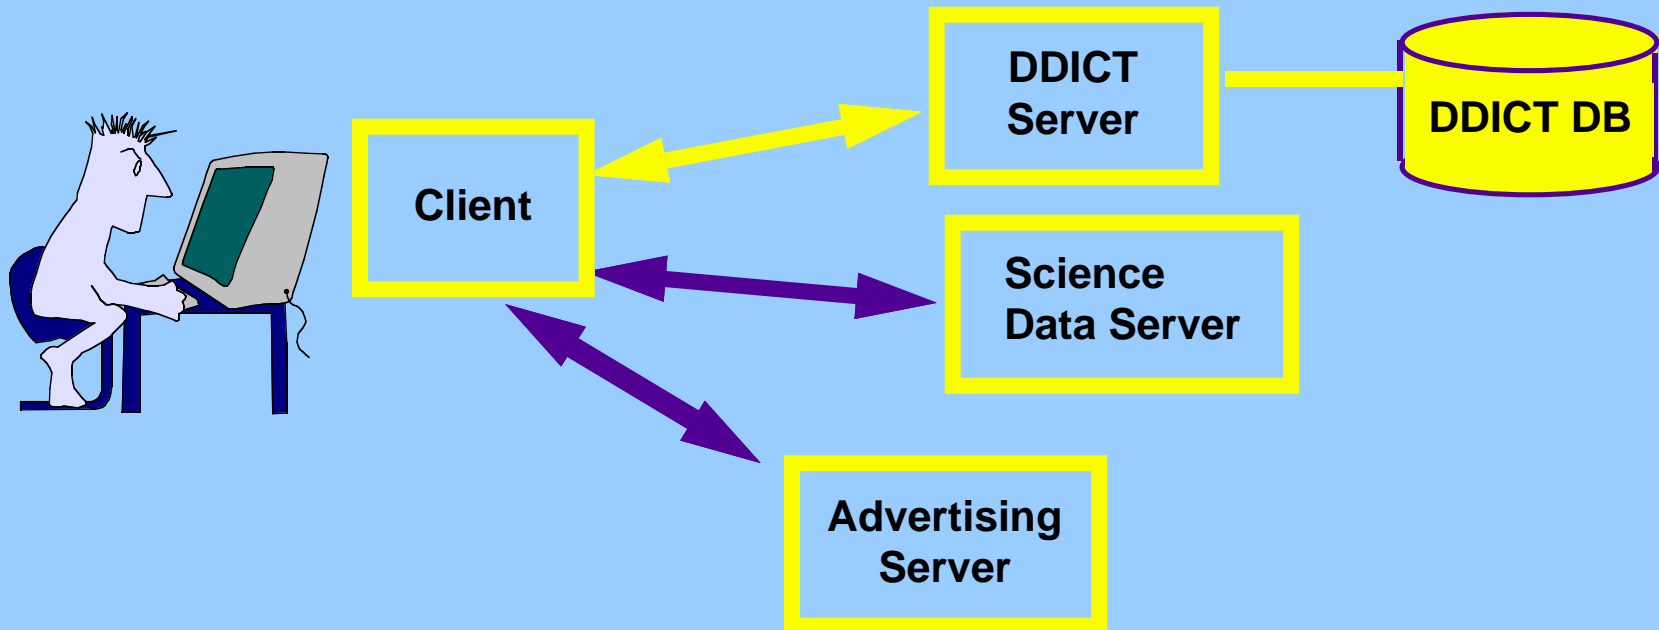 DDICT
Server
DDICT DB
Client
Science
Data Server
Advertising
Server